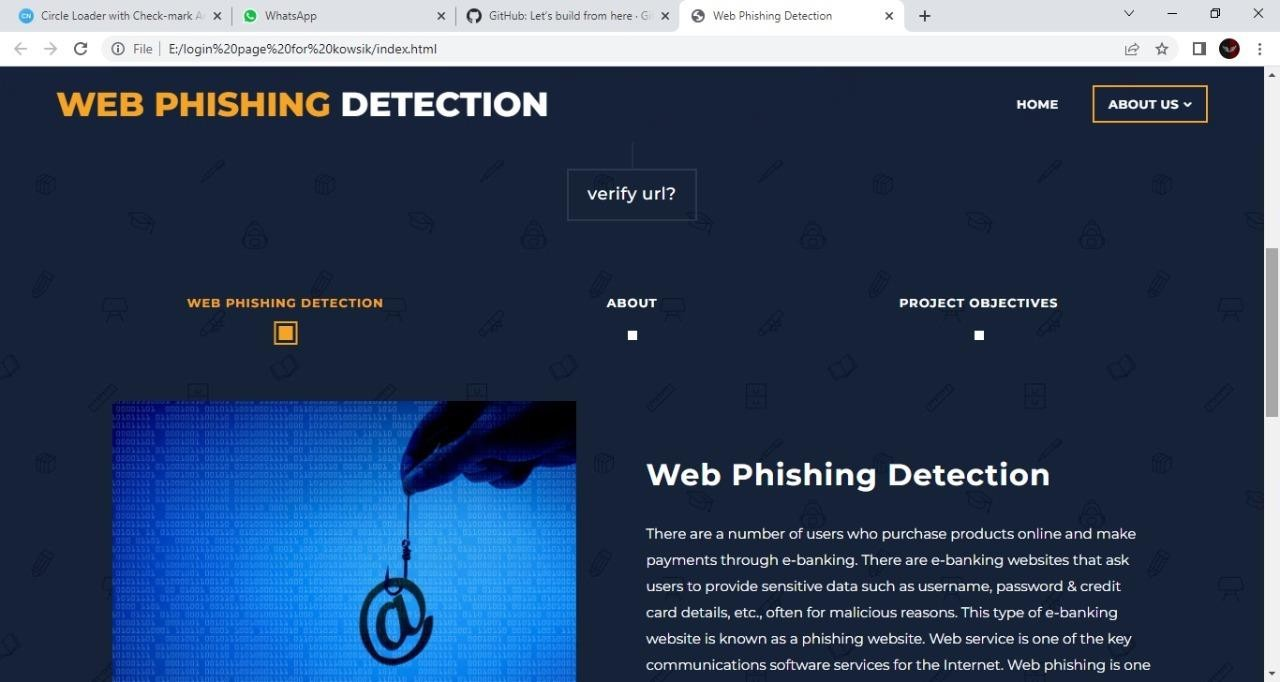 Circle Loader with Check-mark A
WhatsApp
GitHub: Let's build from here · Gi
Web Phishing Detection
File
E:/login%20page%20for%20kowsik/index.html
WEB PHISHING DETECTION
HOME
ABOUT US
verify url?
WEB PHISHING DETECTION
ABOUT
PROJECT OBJECTIVES
Web Phishing Detection
There are a number of users who purchase products online and make
payments through e-banking. There are e-banking websites that ask
users to provide sensitive data such as username, password & credit
card details, etc., often for malicious reasons. This type of e-banking
website is known as a phishing website. Web service is one of the key
communications software services for the Internet. Web phishing is one
@